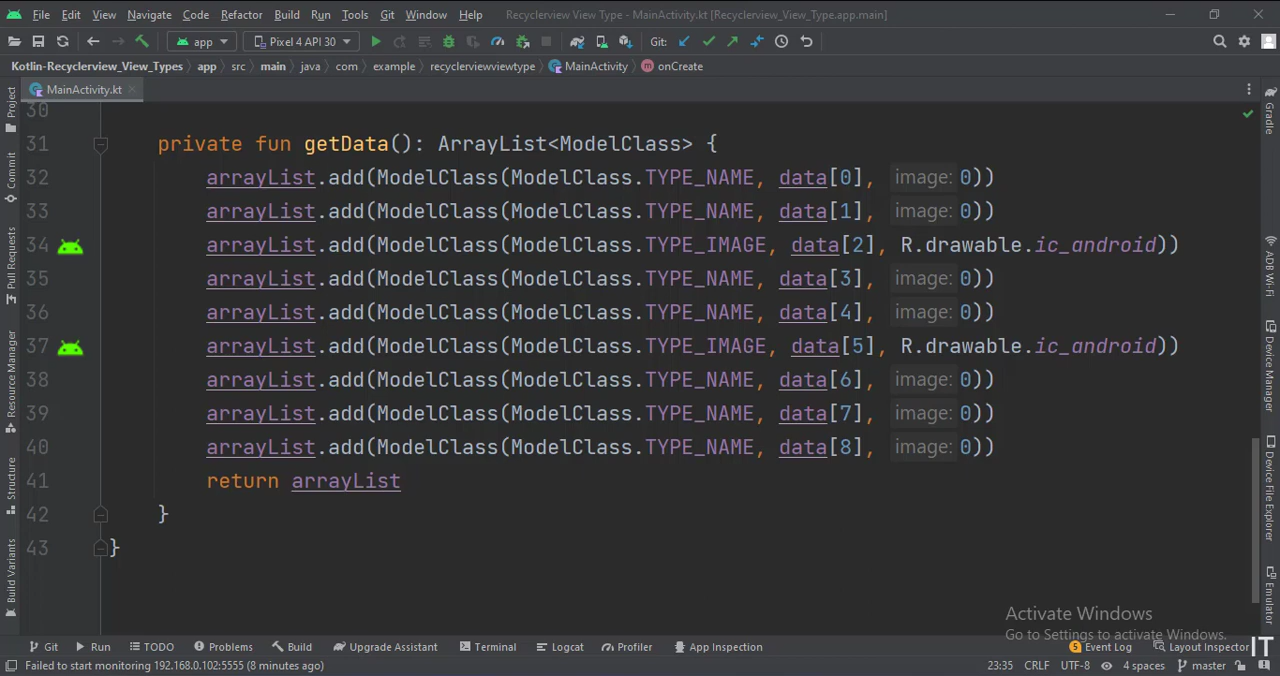 File Edit View Navigate Code Refactor Build Run Tools Git Window Help Recyclerview View Type - MainActivity.kt [Recyclerview_View_Type.app.main]
app Pixel 4 API 30 Git:
Kotlin-Recyclerview_View_Types app src main java com example recyclerviewviewtype MainActivity onCreate
MainActivity.kt
30
31 private fun getData(): ArrayList<ModelClass> {
32 arrayList.add(ModelClass(ModelClass.TYPE_NAME, data[0], image: 0))
33 arrayList.add(ModelClass(ModelClass.TYPE_NAME, data[1], image: 0))
34 arrayList.add(ModelClass(ModelClass.TYPE_IMAGE, data[2], R.drawable.ic_android))
35 arrayList.add(ModelClass(ModelClass.TYPE_NAME, data[3], image: 0))
36 arrayList.add(ModelClass(ModelClass.TYPE_NAME, data[4], image: 0))
37 arrayList.add(ModelClass(ModelClass.TYPE_IMAGE, data[5], R.drawable.ic_android))
38 arrayList.add(ModelClass(ModelClass.TYPE_NAME, data[6], image: 0))
39 arrayList.add(ModelClass(ModelClass.TYPE_NAME, data[7], image: 0))
40 arrayList.add(ModelClass(ModelClass.TYPE_NAME, data[8], image: 0))
41 return arrayList
42 }
43 }
Project
Commit
Pull Requests
Resource Manager
Structure
Build Variants
Gradle
ADB Wi-Fi
Device Manager
Device File Explorer
Emulator
Activate Windows
Go to Settings to activate Windows.
Git Run TODO Problems Build Upgrade Assistant Terminal Logcat Profiler App Inspection 5 Event Log Layout Inspector IT
Failed to start monitoring 192.168.0.102:5555 (8 minutes ago) 23:35 CRLF UTF-8 4 spaces master